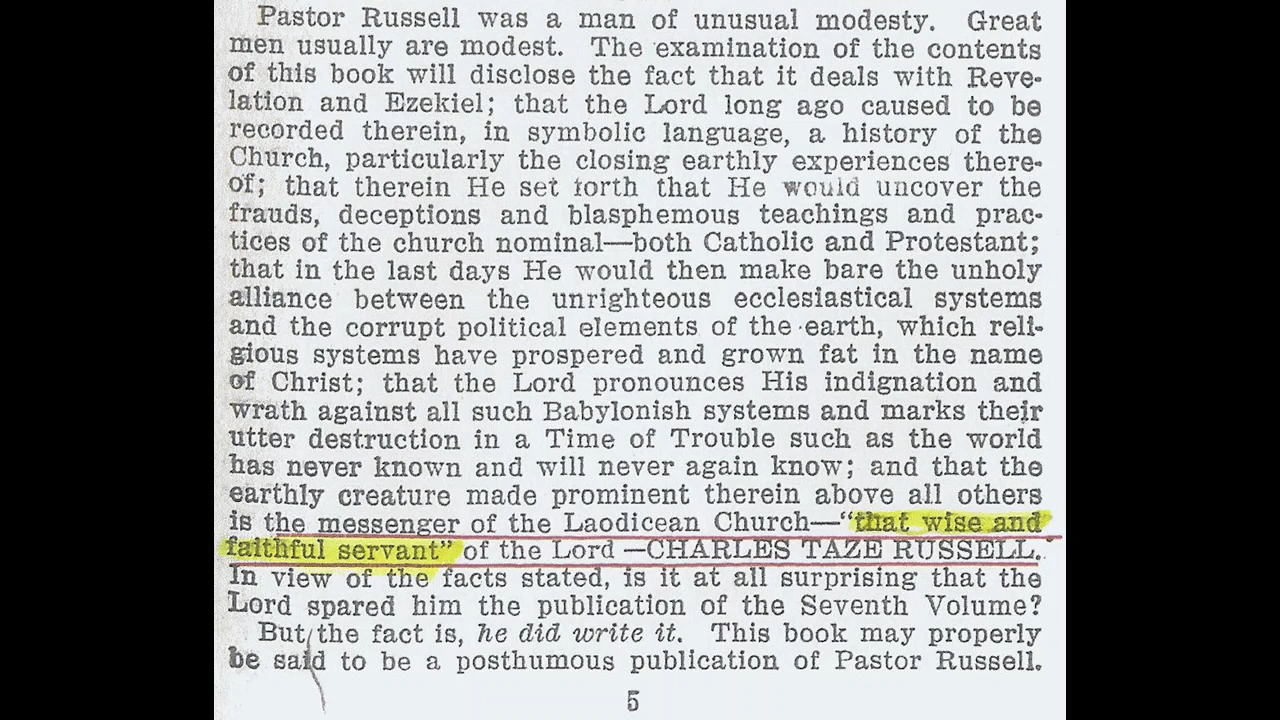 Pastor Russell was a man of unusual modesty. Great
men usually are modest. The examination of the contents
of this book will disclose the fact that it deals with Reve-
lation and Ezekiel; that the Lord long ago caused to be
recorded therein, in symbolic language, a history of the
Church, particularly the closing earthly experiences there-
of; that therein He set forth that He would uncover the
frauds, deceptions and blasphemous teachings and prac-
tices of the church nominal—both Catholic and Protestant;
that in the last days He would then make bare the unholy
alliance between the unrighteous ecclesiastical systems
and the corrupt political elements of the earth, which reli-
gious systems have prospered and grown fat in the name
of Christ; that the Lord pronounces His indignation and
wrath against all such Babylonish systems and marks their
utter destruction in a Time of Trouble such as the world
has never known and will never again know; and that the
earthly creature made prominent therein above all others
is the messenger of the Laodicean Church—“that wise and
faithful servant” of the Lord—CHARLES TAZE RUSSELL.
In view of the facts stated, is it at all surprising that the
Lord spared him the publication of the Seventh Volume?
But the fact is, he did write it. This book may properly
be said to be a posthumous publication of Pastor Russell.
5